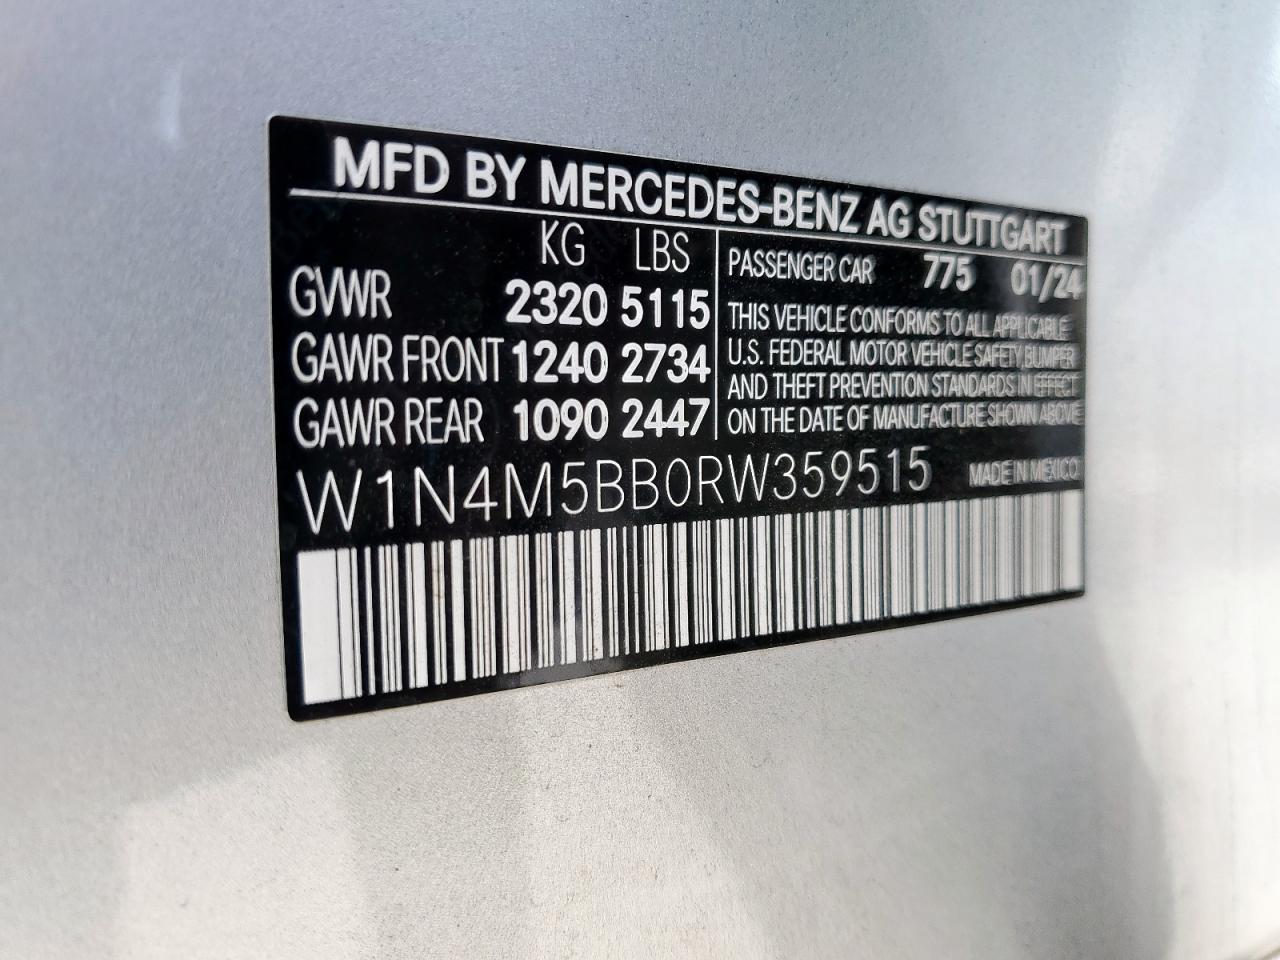 MFD BY MERCEDES-BENZ AG STUTTGART
KG LBS
GVWR 2320 5115
GAWR FRONT 1240 2734
GAWR REAR 1090 2447
PASSENGER CAR 775 01/24
THIS VEHICLE CONFORMS TO ALL APPLICABLE
U.S. FEDERAL MOTOR VEHICLE SAFETY,BUMPER
AND THEFT PREVENTION STANDARDS IN EFFECT
ON THE DATE OF MANUFACTURE SHOWN ABOVE
W1N4M5BB0RW359515 MADE IN MEXICO